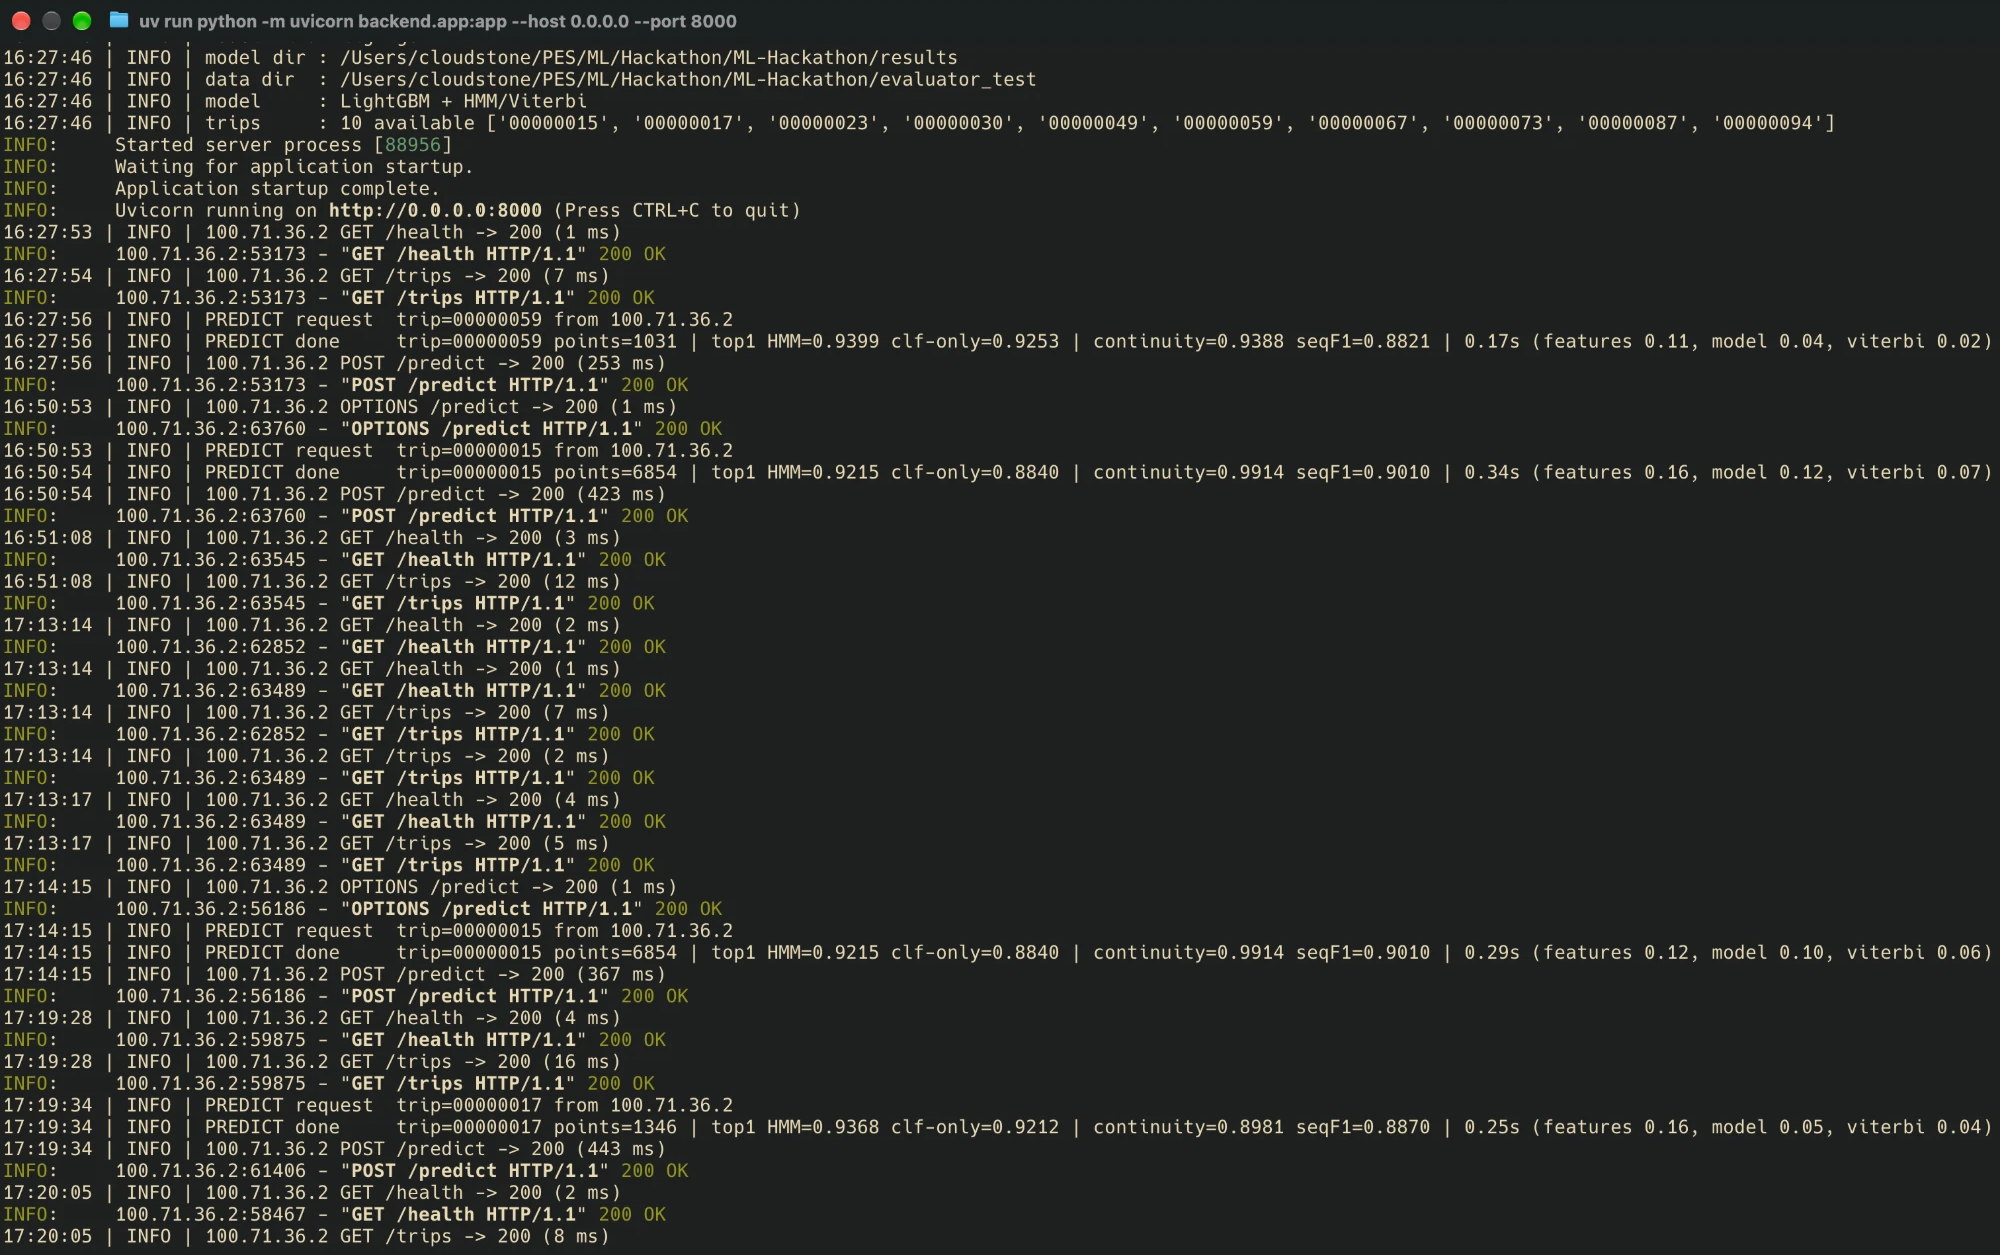 uv run python -m uvicorn backend.app:app --host 0.0.0.0 --port 8000
16:27:46 | INFO | model dir : /Users/cloudstone/PES/ML/Hackathon/ML-Hackathon/results
16:27:46 | INFO | data dir  : /Users/cloudstone/PES/ML/Hackathon/ML-Hackathon/evaluator_test
16:27:46 | INFO | model     : LightGBM + HMM/Viterbi
16:27:46 | INFO | trips     : 10 available ['00000015', '00000017', '00000023', '00000030', '00000049', '00000059', '00000067', '00000073', '00000087', '00000094']
INFO:     Started server process [88956]
INFO:     Waiting for application startup.
INFO:     Application startup complete.
INFO:     Uvicorn running on http://0.0.0.0:8000 (Press CTRL+C to quit)
16:27:53 | INFO | 100.71.36.2 GET /health -> 200 (1 ms)
INFO:     100.71.36.2:53173 - "GET /health HTTP/1.1" 200 OK
16:27:54 | INFO | 100.71.36.2 GET /trips -> 200 (7 ms)
INFO:     100.71.36.2:53173 - "GET /trips HTTP/1.1" 200 OK
16:27:56 | INFO | PREDICT request  trip=00000059 from 100.71.36.2
16:27:56 | INFO | PREDICT done     trip=00000059 points=1031 | top1 HMM=0.9399 clf-only=0.9253 | continuity=0.9388 seqF1=0.8821 | 0.17s (features 0.11, model 0.04, viterbi 0.02)
16:27:56 | INFO | 100.71.36.2 POST /predict -> 200 (253 ms)
INFO:     100.71.36.2:53173 - "POST /predict HTTP/1.1" 200 OK
16:50:53 | INFO | 100.71.36.2 OPTIONS /predict -> 200 (1 ms)
INFO:     100.71.36.2:63760 - "OPTIONS /predict HTTP/1.1" 200 OK
16:50:53 | INFO | PREDICT request  trip=00000015 from 100.71.36.2
16:50:54 | INFO | PREDICT done     trip=00000015 points=6854 | top1 HMM=0.9215 clf-only=0.8840 | continuity=0.9914 seqF1=0.9010 | 0.34s (features 0.16, model 0.12, viterbi 0.07)
16:50:54 | INFO | 100.71.36.2 POST /predict -> 200 (423 ms)
INFO:     100.71.36.2:63760 - "POST /predict HTTP/1.1" 200 OK
16:51:08 | INFO | 100.71.36.2 GET /health -> 200 (3 ms)
INFO:     100.71.36.2:63545 - "GET /health HTTP/1.1" 200 OK
16:51:08 | INFO | 100.71.36.2 GET /trips -> 200 (12 ms)
INFO:     100.71.36.2:63545 - "GET /trips HTTP/1.1" 200 OK
17:13:14 | INFO | 100.71.36.2 GET /health -> 200 (2 ms)
INFO:     100.71.36.2:62852 - "GET /health HTTP/1.1" 200 OK
17:13:14 | INFO | 100.71.36.2 GET /health -> 200 (1 ms)
INFO:     100.71.36.2:63489 - "GET /health HTTP/1.1" 200 OK
17:13:14 | INFO | 100.71.36.2 GET /trips -> 200 (7 ms)
INFO:     100.71.36.2:62852 - "GET /trips HTTP/1.1" 200 OK
17:13:14 | INFO | 100.71.36.2 GET /trips -> 200 (2 ms)
INFO:     100.71.36.2:63489 - "GET /trips HTTP/1.1" 200 OK
17:13:17 | INFO | 100.71.36.2 GET /health -> 200 (4 ms)
INFO:     100.71.36.2:63489 - "GET /health HTTP/1.1" 200 OK
17:13:17 | INFO | 100.71.36.2 GET /trips -> 200 (5 ms)
INFO:     100.71.36.2:63489 - "GET /trips HTTP/1.1" 200 OK
17:14:15 | INFO | 100.71.36.2 OPTIONS /predict -> 200 (1 ms)
INFO:     100.71.36.2:56186 - "OPTIONS /predict HTTP/1.1" 200 OK
17:14:15 | INFO | PREDICT request  trip=00000015 from 100.71.36.2
17:14:15 | INFO | PREDICT done     trip=00000015 points=6854 | top1 HMM=0.9215 clf-only=0.8840 | continuity=0.9914 seqF1=0.9010 | 0.29s (features 0.12, model 0.10, viterbi 0.06)
17:14:15 | INFO | 100.71.36.2 POST /predict -> 200 (367 ms)
INFO:     100.71.36.2:56186 - "POST /predict HTTP/1.1" 200 OK
17:19:28 | INFO | 100.71.36.2 GET /health -> 200 (4 ms)
INFO:     100.71.36.2:59875 - "GET /health HTTP/1.1" 200 OK
17:19:28 | INFO | 100.71.36.2 GET /trips -> 200 (16 ms)
INFO:     100.71.36.2:59875 - "GET /trips HTTP/1.1" 200 OK
17:19:34 | INFO | PREDICT request  trip=00000017 from 100.71.36.2
17:19:34 | INFO | PREDICT done     trip=00000017 points=1346 | top1 HMM=0.9368 clf-only=0.9212 | continuity=0.8981 seqF1=0.8870 | 0.25s (features 0.16, model 0.05, viterbi 0.04)
17:19:34 | INFO | 100.71.36.2 POST /predict -> 200 (443 ms)
INFO:     100.71.36.2:61406 - "POST /predict HTTP/1.1" 200 OK
17:20:05 | INFO | 100.71.36.2 GET /health -> 200 (2 ms)
INFO:     100.71.36.2:58467 - "GET /health HTTP/1.1" 200 OK
17:20:05 | INFO | 100.71.36.2 GET /trips -> 200 (8 ms)